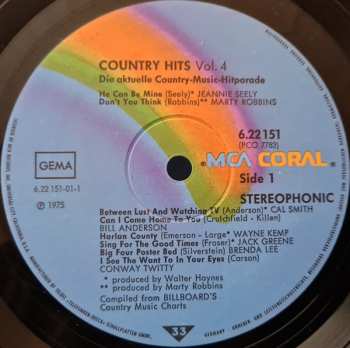 COUNTRY HITS Vol. 4
Die aktuelle Country-Music-Hitparade
He Can Be Mine (Seely)* JEANNIE SEELY
Don't You Think (Robbins)** MARTY ROBBINS
6.22 151
(PCO 7782)
MCA CORAL
GEMA
Side 1
6.22 151-01-1
STEREOPHONIC
Ⓟ 1975
Between Lust And Watching TV (Anderson)* CAL SMITH
Can I Come Home To You (Crutchfield - Killen)
BILL ANDERSON
Harlan County (Emerson - Large)* WAYNE KEMP
Sing For The Good Times (Fraser)* JACK GREENE
Big Four Poster Bed (Silverstein) BRENDA LEE
I See The Want To In Your Eyes (Carson)
CONWAY TWITTY
* produced by Walter Haynes
** produced by Marty Robbins
Compiled from BILLBOARD'S
Country Music Charts
33